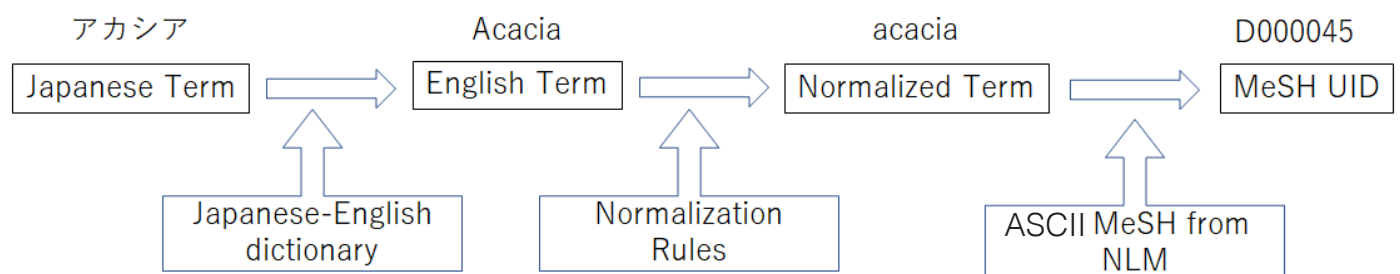 アカシア
Acacia
acacia
D000045
Japanese Term
English Term
Normalized Term
MeSH UID
Japanese-English
dictionary
Normalization
Rules
ASCII MeSH from
NLM